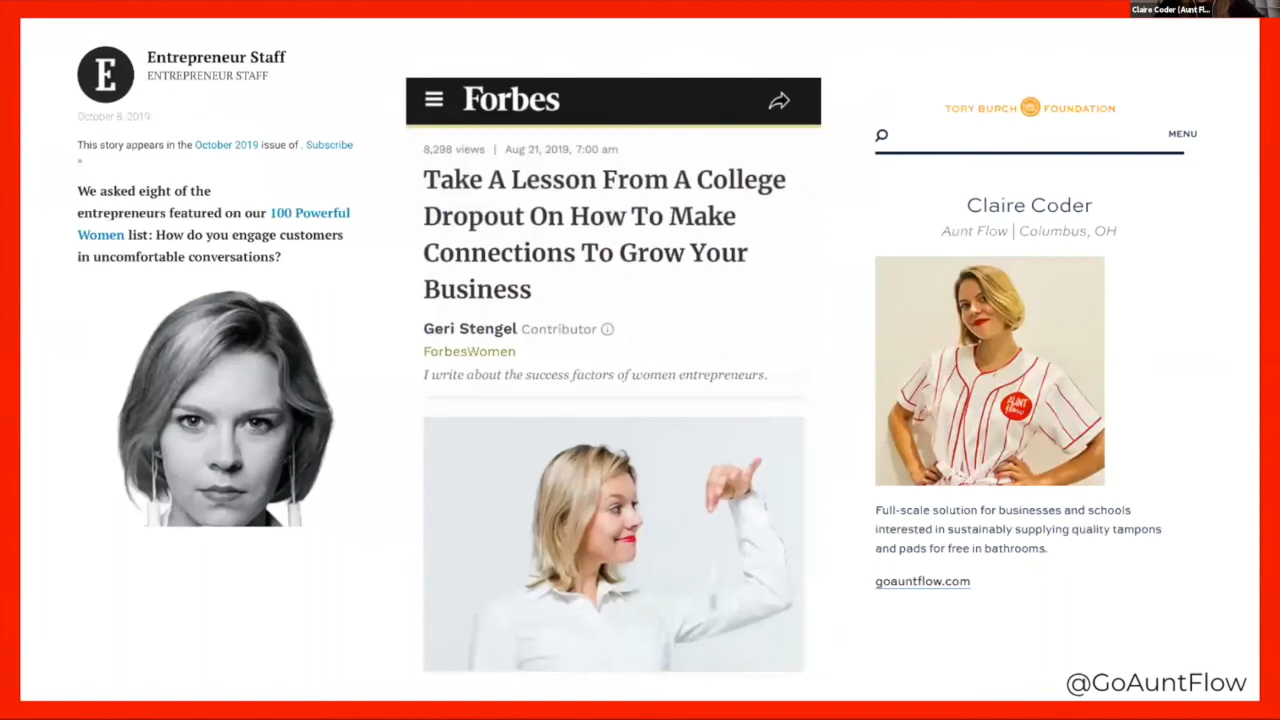 Claire Coder (Aunt Fl...
E
Entrepreneur Staff
ENTREPRENEUR STAFF
October 8, 2019
This story appears in the October 2019 issue of . Subscribe
»
We asked eight of the
entrepreneurs featured on our 100 Powerful
Women list: How do you engage customers
in uncomfortable conversations?
Forbes
8,298 views | Aug 21, 2019, 7:00 am
Take A Lesson From A College
Dropout On How To Make
Connections To Grow Your
Business
Geri Stengel Contributor
ForbesWomen
I write about the success factors of women entrepreneurs.
TORY BURCH FOUNDATION
MENU
Claire Coder
Aunt Flow | Columbus, OH
AUNT
flow
Full-scale solution for businesses and schools
interested in sustainably supplying quality tampons
and pads for free in bathrooms.
goauntflow.com
@GoAuntFlow